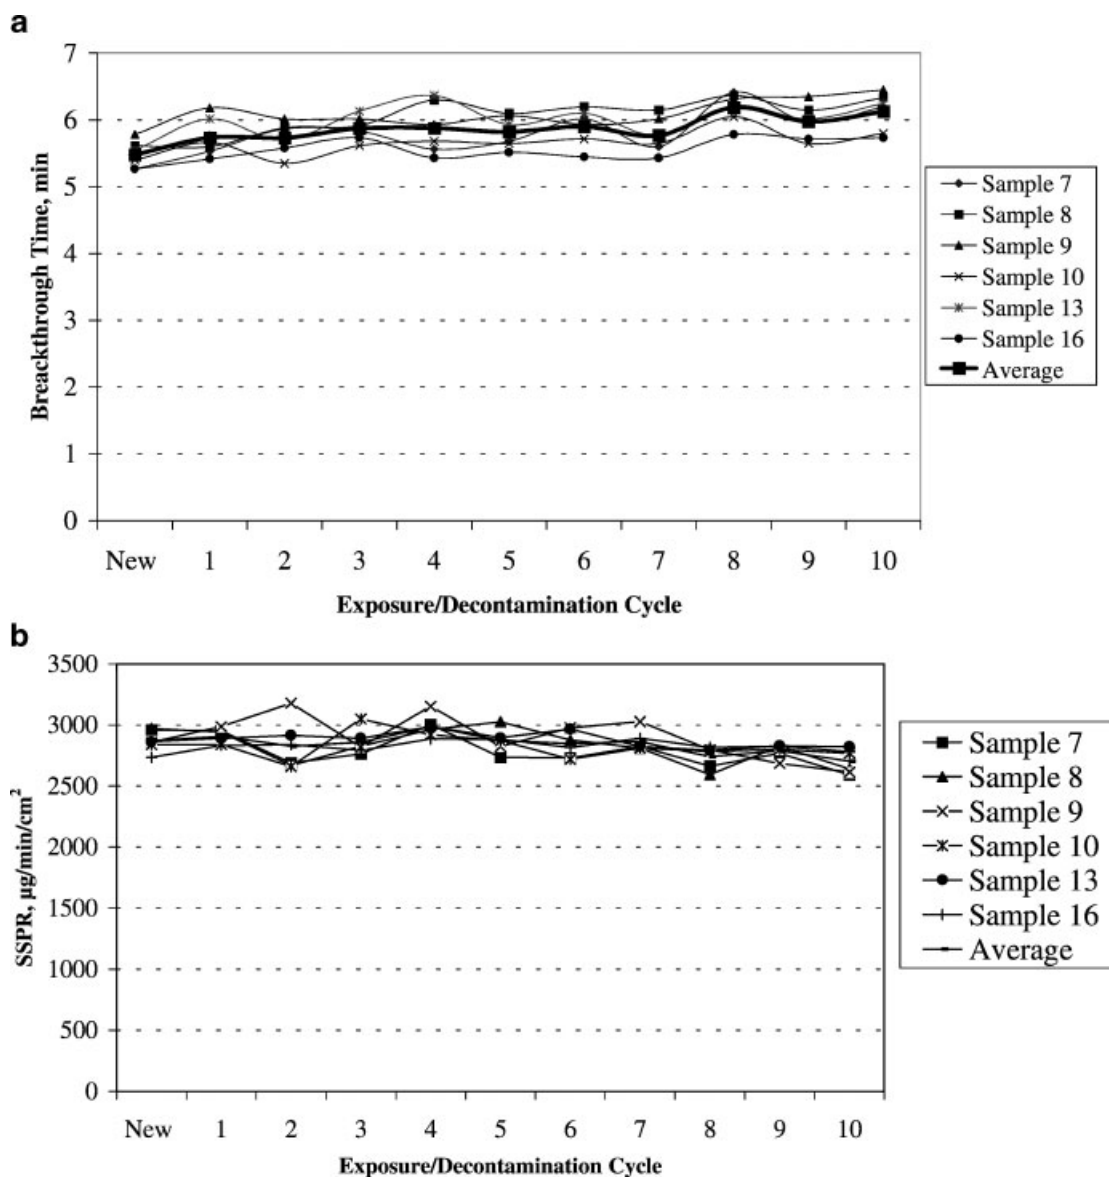 a
7
6
5
4
3
2
1
0
Breackthrough Time, min
New 1 2 3 4 5 6 7 8 9 10
Exposure/Decontamination Cycle
Sample 7
Sample 8
Sample 9
Sample 10
Sample 13
Sample 16
Average
b
3500
3000
2500
2000
1500
1000
500
0
SSPR, µg/min/cm²
New 1 2 3 4 5 6 7 8 9 10
Exposure/Decontamination Cycle
Sample 7
Sample 8
Sample 9
Sample 10
Sample 13
Sample 16
Average